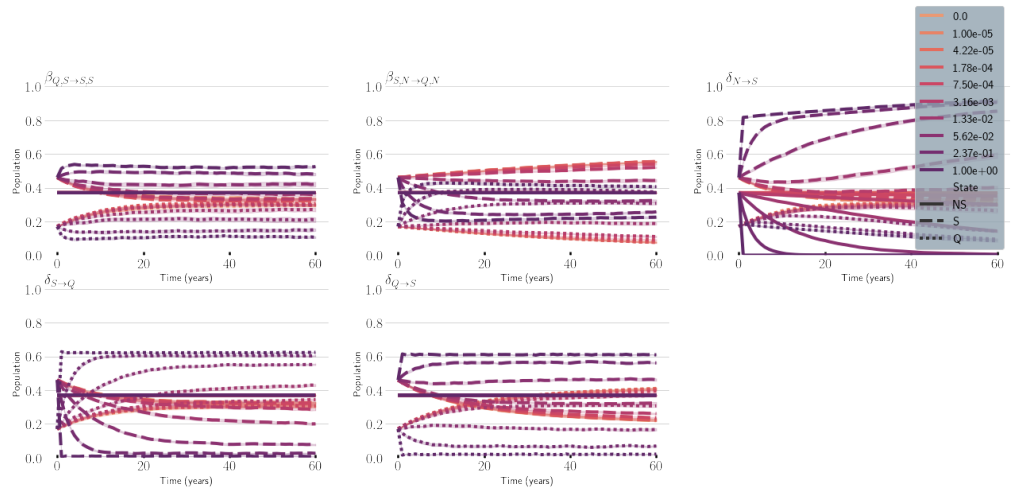 β_{Q,S→S,S}
1.0
0.8
0.6
0.4
0.2
0.0
Population
0 20 40 60
Time (years)
β_{S,N→Q,N}
1.0
0.8
0.6
0.4
0.2
0.0
Population
0 20 40 60
Time (years)
δ_{N→S}
1.0
0.8
0.6
0.4
0.2
0.0
Population
0 20 40 60
Time (years)
0.0
1.00e-05
4.22e-05
1.78e-04
7.50e-04
3.16e-03
1.33e-02
5.62e-02
2.37e-01
1.00e+00
State
NS
S
Q
δ_{S→Q}
1.0
0.8
0.6
0.4
0.2
0.0
Population
0 20 40 60
Time (years)
δ_{Q→S}
1.0
0.8
0.6
0.4
0.2
0.0
Population
0 20 40 60
Time (years)